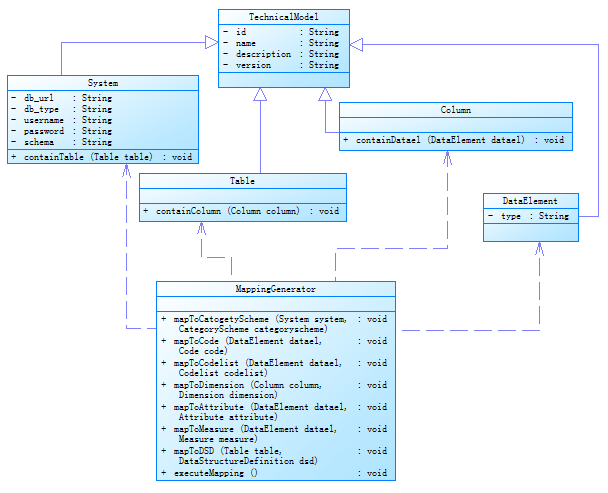 TechnicalModel
- id : String
- name : String
- description : String
- version : String
System
- db_url : String
- db_type : String
- username : String
- password : String
- schema : String
+ containTable (Table table) : void
Column
+ containDatael (DataElement datael) : void
Table
+ containColumn (Column column) : void
DataElement
- type : String
MappingGenerator
+ mapToCatogetyScheme (System system, : void
CategoryScheme categoryscheme)
+ mapToCode (DataElement datael, : void
Code code)
+ mapToCodelist (DataElement datael, : void
Codelist codelist)
+ mapToDimension (Column column, : void
Dimension dimension)
+ mapToAttribute (DataElement datael, : void
Attribute attribute)
+ mapToMeasure (DataElement datael, : void
Measure measure)
+ mapToDSD (Table table, : void
DataStructureDefinition dsd)
+ executeMapping () : void